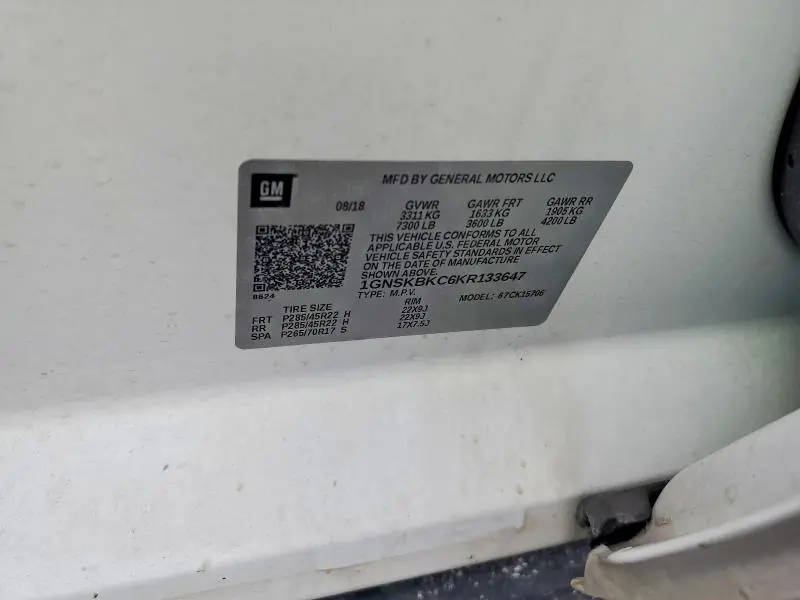 GM
MFD BY GENERAL MOTORS LLC
08/18 GVWR GAWR FRT GAWR RR
3311 KG 1633 KG 1905 KG
7300 LB 3600 LB 4200 LB
THIS VEHICLE CONFORMS TO ALL
APPLICABLE U.S. FEDERAL MOTOR
VEHICLE SAFETY STANDARDS IN EFFECT
ON THE DATE OF MANUFACTURE
SHOWN ABOVE.
1GNSKBKC6KR133647
8624
TYPE: M.P.V. MODEL: 67CK15706
TIRE SIZE RIM
FRT P285/45R22 H 22X9J
RR P285/45R22 H 22X9J
SPA P265/70R17 S 17X7.5J